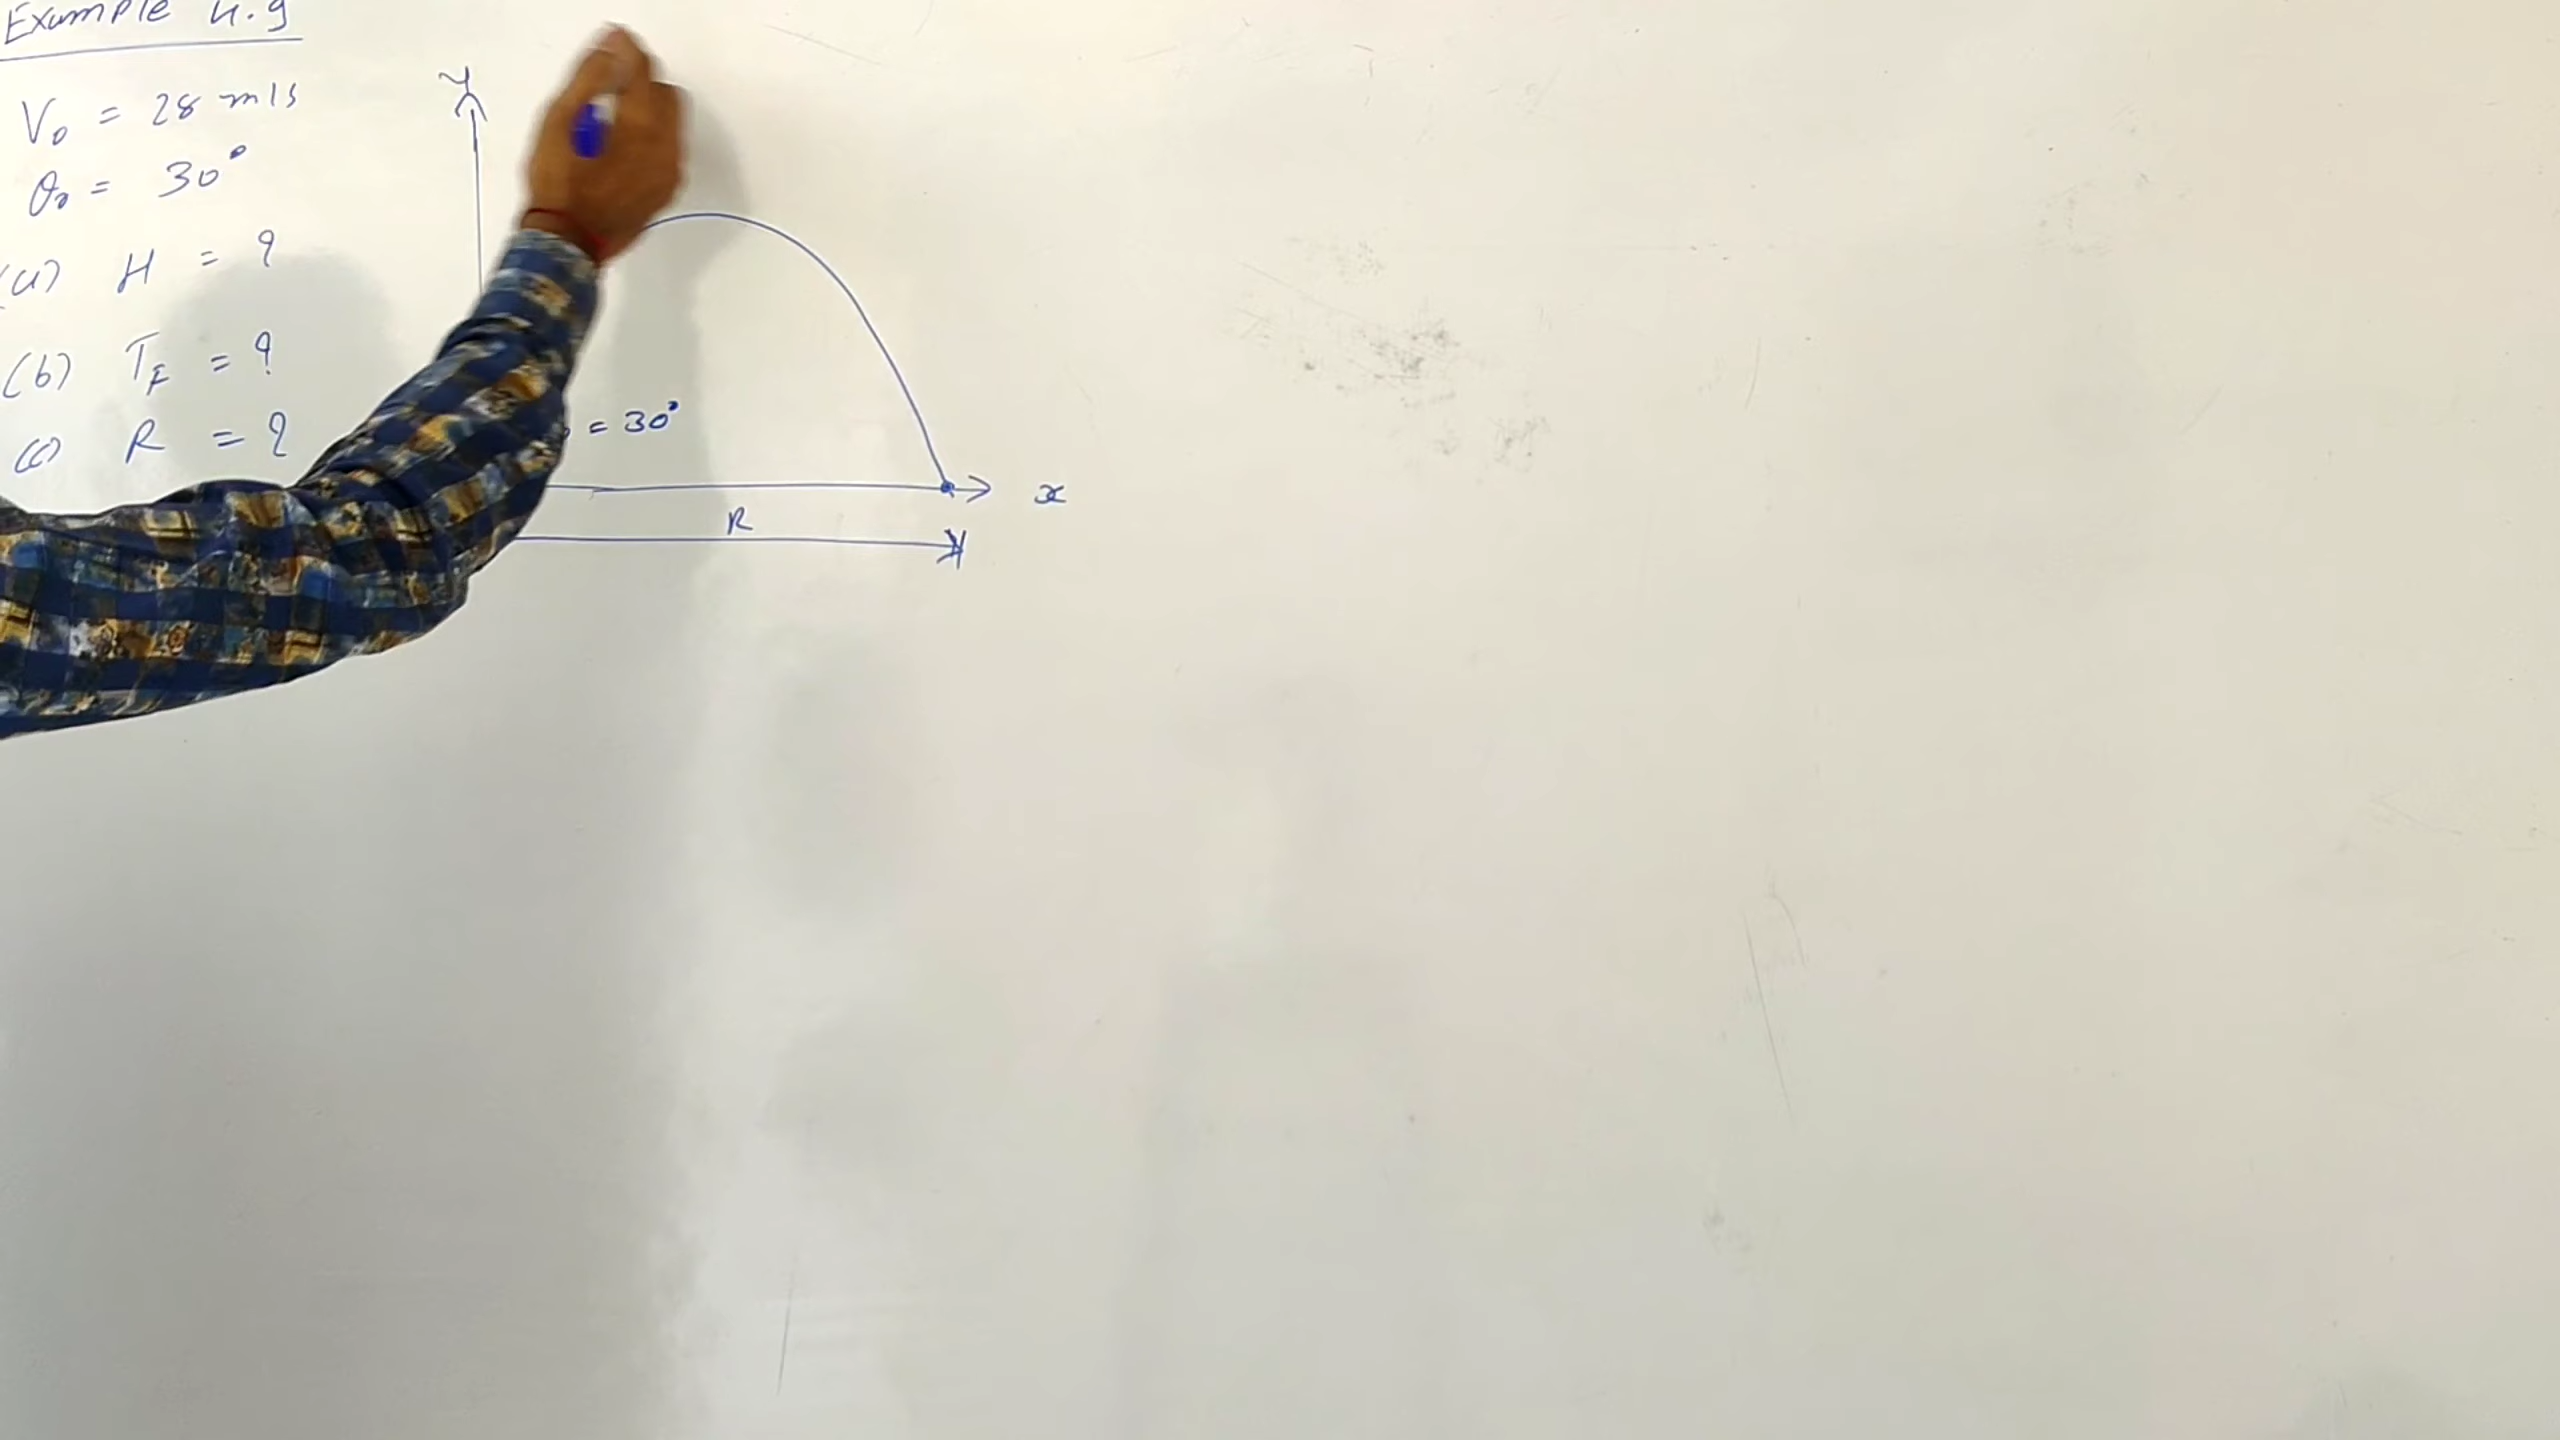 Example 4.9
V₀ = 28 m/s
θ₀ = 30°
(a) H = ?
(b) T_F = ?
(c) R = ?
y
= 30°
x
R